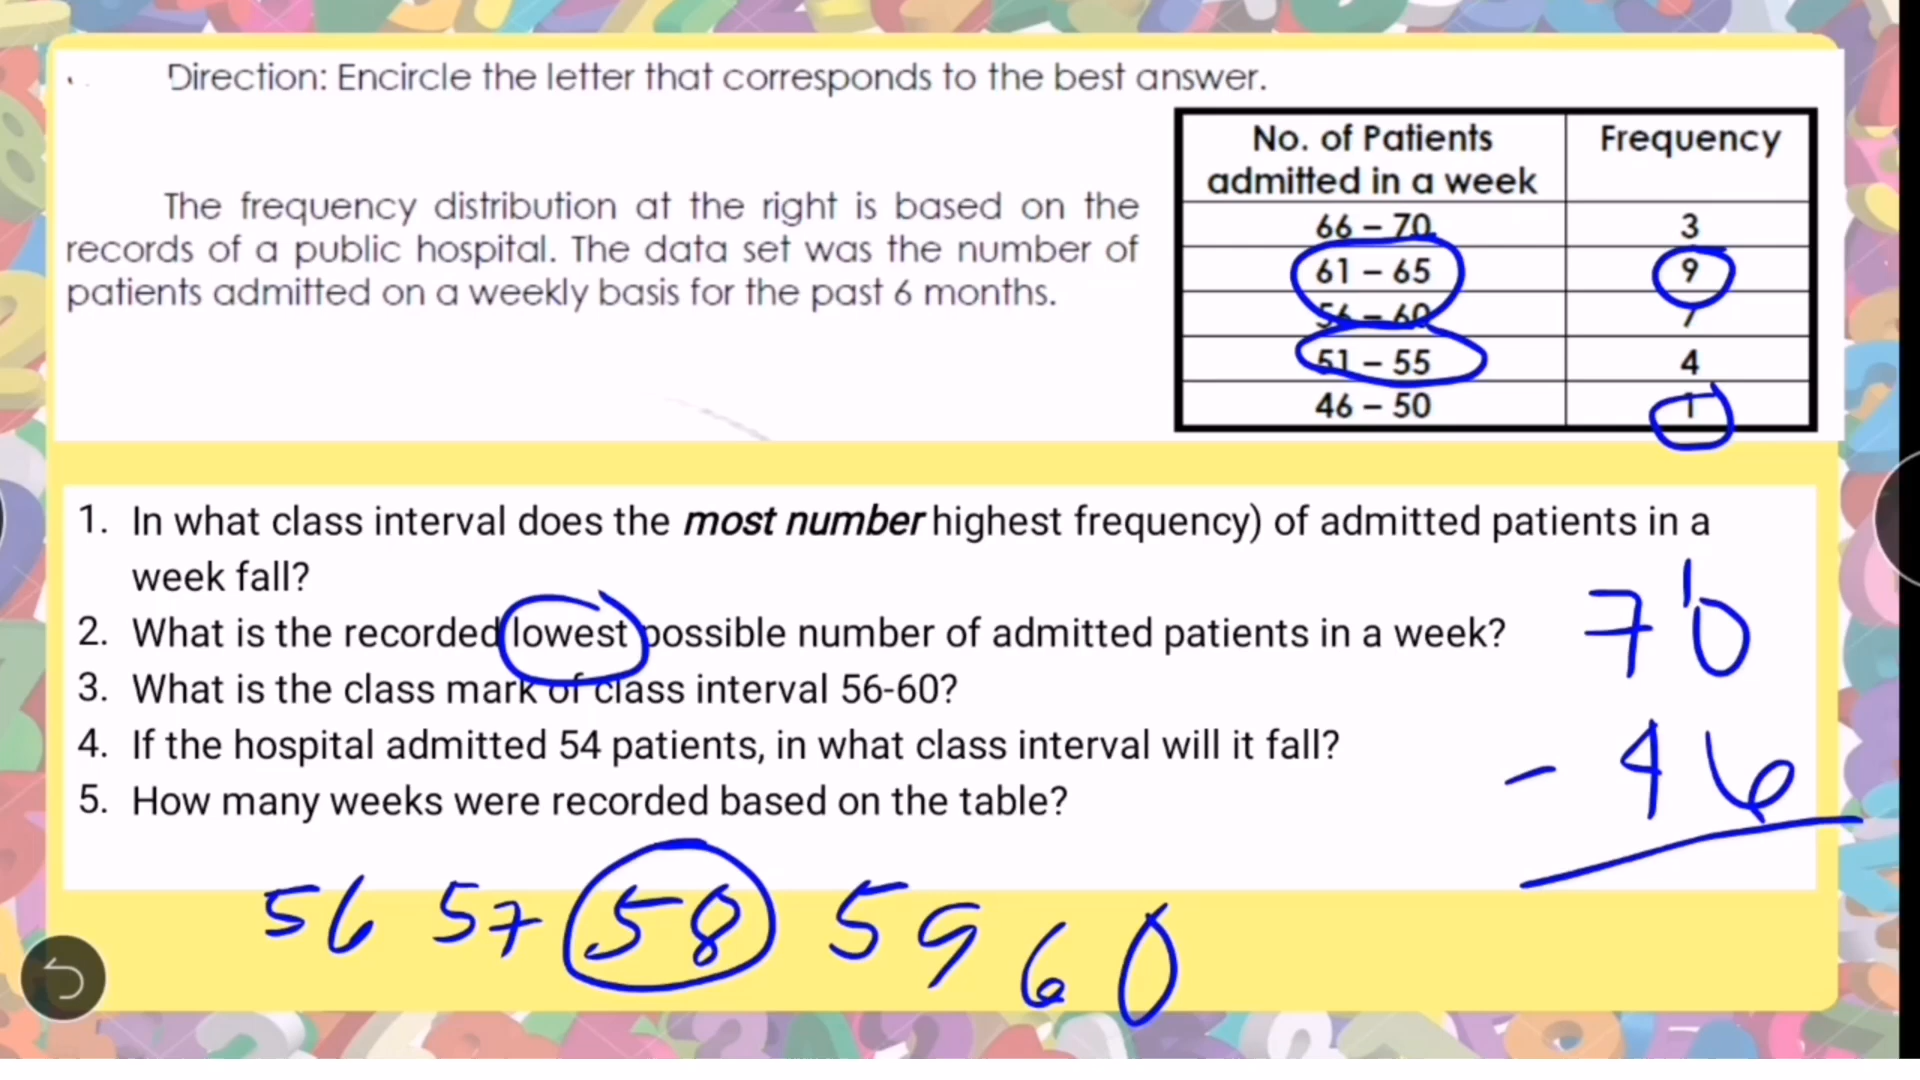 Direction: Encircle the letter that corresponds to the best answer.
The frequency distribution at the right is based on the
records of a public hospital. The data set was the number of
patients admitted on a weekly basis for the past 6 months.
No. of Patients admitted in a week Frequency
66 – 70 3
61 – 65 9
56 – 60 7
51 – 55 4
46 – 50 1
1. In what class interval does the most number highest frequency) of admitted patients in a
week fall?
2. What is the recorded lowest possible number of admitted patients in a week?
3. What is the class mark of class interval 56-60?
4. If the hospital admitted 54 patients, in what class interval will it fall?
5. How many weeks were recorded based on the table?
70
- 46
56 57 58 59 60